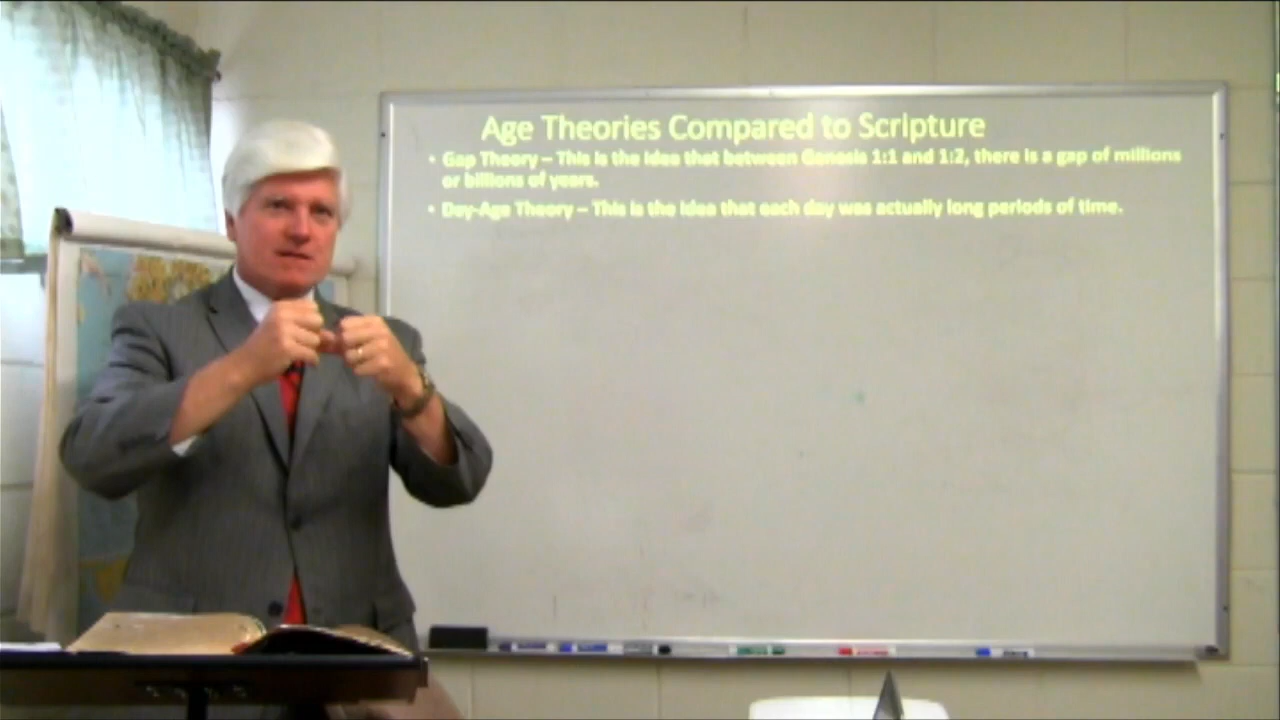 Age Theories Compared to Scripture
• Gap Theory – This is the idea that between Genesis 1:1 and 1:2, there is a gap of millions
or billions of years.
• Day-Age Theory – This is the idea that each day was actually long periods of time.